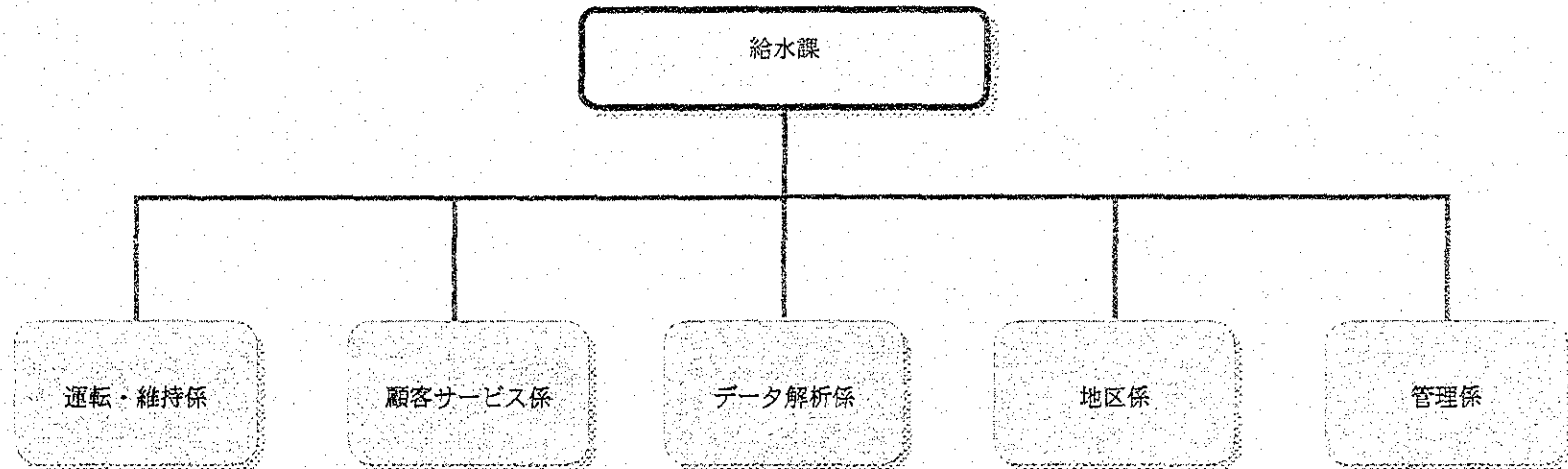 給水課
運転・維持係
顧客サービス係
データ解析係
地区係
管理係